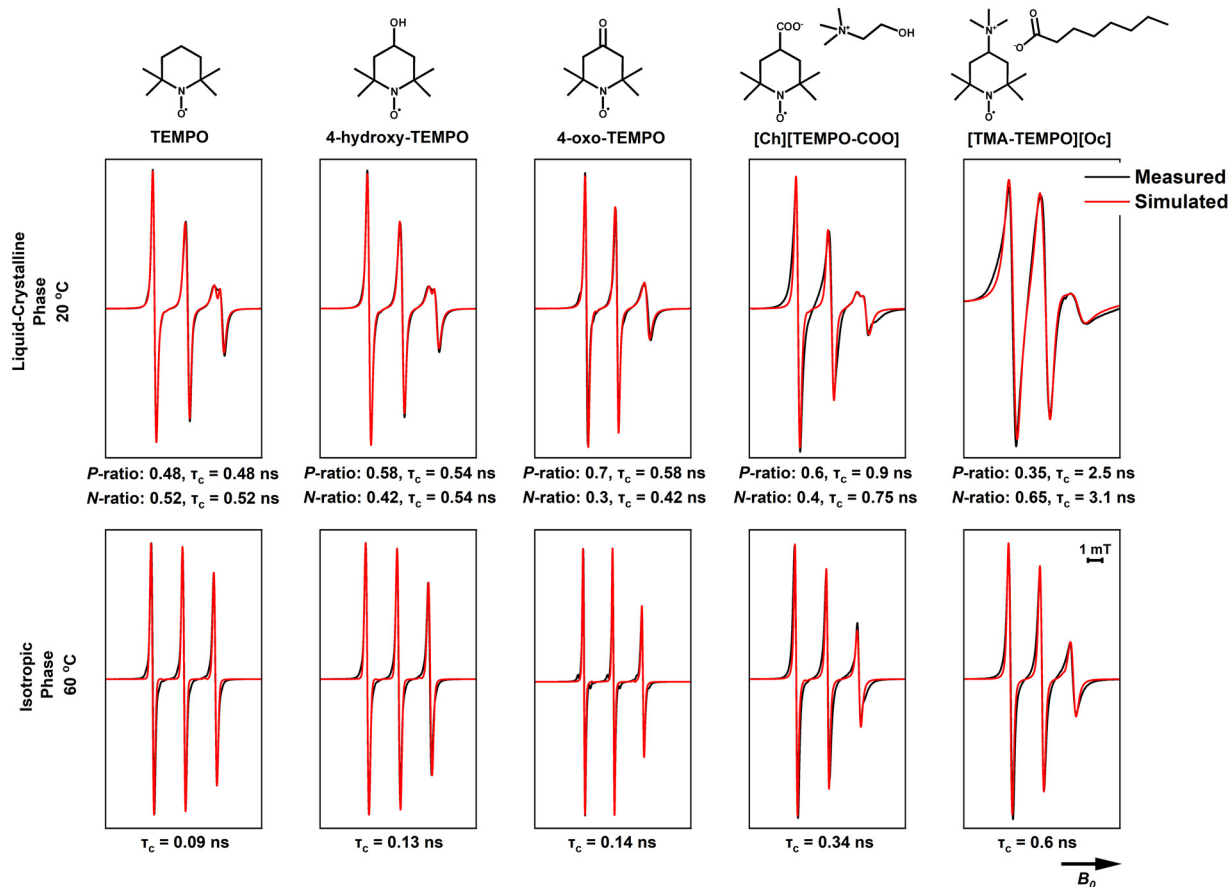 OH
O
COO⁻
N⁺
OH
N⁺
O
⁻O
N
O•
N
O•
N
O•
N
O•
N
O•
TEMPO
4-hydroxy-TEMPO
4-oxo-TEMPO
[Ch][TEMPO-COO]
[TMA-TEMPO][Oc]
Measured
Simulated
Liquid-Crystalline
Phase
20 °C
P-ratio: 0.48, τc = 0.48 ns
N-ratio: 0.52, τc = 0.52 ns
P-ratio: 0.58, τc = 0.54 ns
N-ratio: 0.42, τc = 0.54 ns
P-ratio: 0.7, τc = 0.58 ns
N-ratio: 0.3, τc = 0.42 ns
P-ratio: 0.6, τc = 0.9 ns
N-ratio: 0.4, τc = 0.75 ns
P-ratio: 0.35, τc = 2.5 ns
N-ratio: 0.65, τc = 3.1 ns
Isotropic
Phase
60 °C
1 mT
τc = 0.09 ns
τc = 0.13 ns
τc = 0.14 ns
τc = 0.34 ns
τc = 0.6 ns
B₀